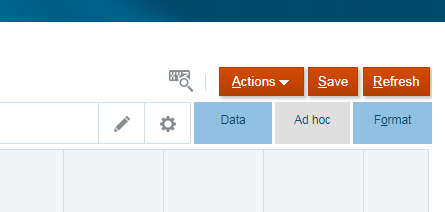 Actions Save Refresh
Data Ad hoc Format